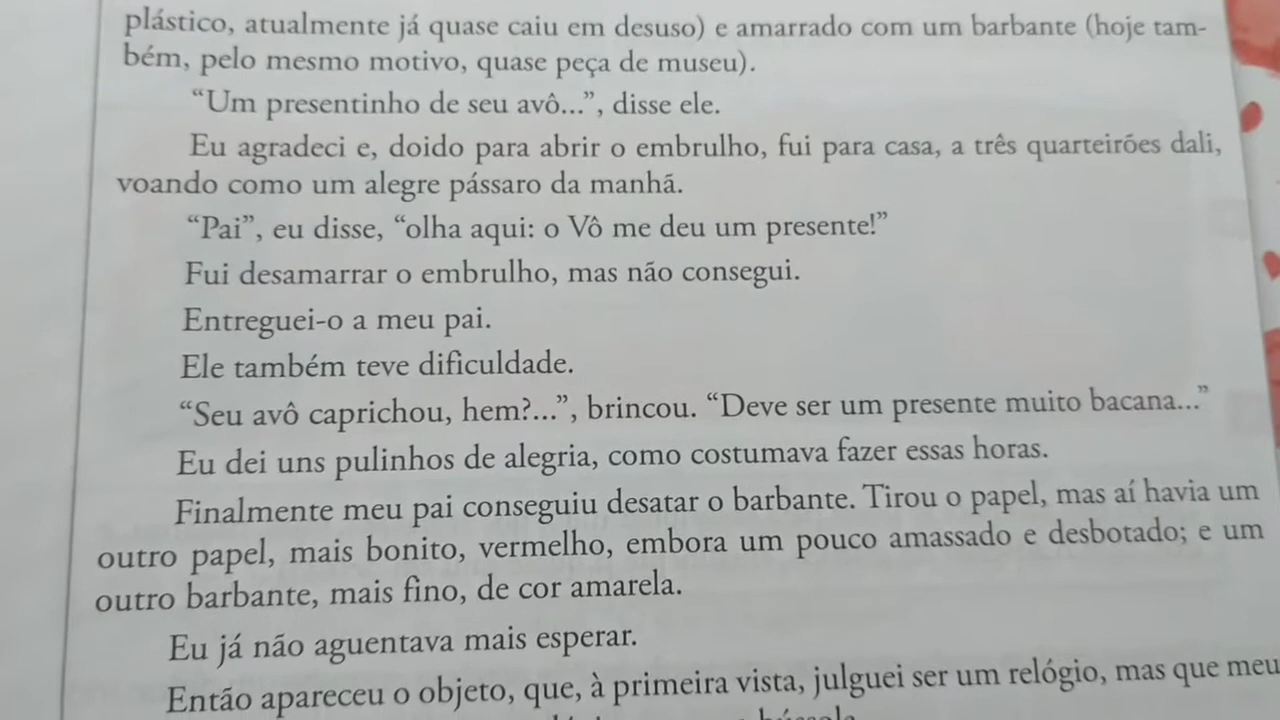 plástico, atualmente já quase caiu em desuso) e amarrado com um barbante (hoje tam-
bém, pelo mesmo motivo, quase peça de museu).
“Um presentinho de seu avô...”, disse ele.
Eu agradeci e, doido para abrir o embrulho, fui para casa, a três quarteirões dali,
voando como um alegre pássaro da manhã.
“Pai”, eu disse, “olha aqui: o Vô me deu um presente!”
Fui desamarrar o embrulho, mas não consegui.
Entreguei-o a meu pai.
Ele também teve dificuldade.
“Seu avô caprichou, hem?...”, brincou. “Deve ser um presente muito bacana...”
Eu dei uns pulinhos de alegria, como costumava fazer essas horas.
Finalmente meu pai conseguiu desatar o barbante. Tirou o papel, mas aí havia um
outro papel, mais bonito, vermelho, embora um pouco amassado e desbotado; e um
outro barbante, mais fino, de cor amarela.
Eu já não aguentava mais esperar.
Então apareceu o objeto, que, à primeira vista, julguei ser um relógio, mas que meu